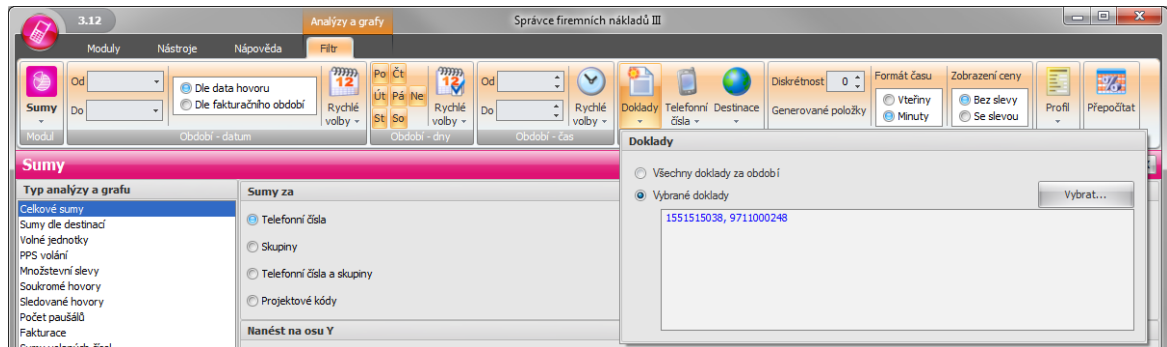 3.12
Analýzy a grafy
Správce firemních nákladů III
Moduly
Nástroje
Nápověda
Filtr
Sumy
Modul
Od
Do
Dle data hovoru
Dle fakturačního období
12
Rychlé volby
Období - datum
Po Čt
Út Pá Ne
St So
12
Rychlé volby
Období - dny
Od
Do
Rychlé volby
Období - čas
Doklady
Telefonní čísla
Destinace
Diskrétnost 0
Generované položky
Formát času
Vteřiny
Minuty
Zobrazení ceny
Bez slevy
Se slevou
Profil
Přepočítat
Sumy
Typ analýzy a grafu
Celkové sumy
Sumy dle destinací
Volné jednotky
PPS volání
Množstevní slevy
Soukromé hovory
Sledované hovory
Počet paušálů
Fakturace
Sumy za
Telefonní čísla
Skupiny
Telefonní čísla a skupiny
Projektové kódy
Nanést na osu Y
Doklady
Všechny doklady za období
Vybrané doklady
Vybrat...
1551515038, 9711000248